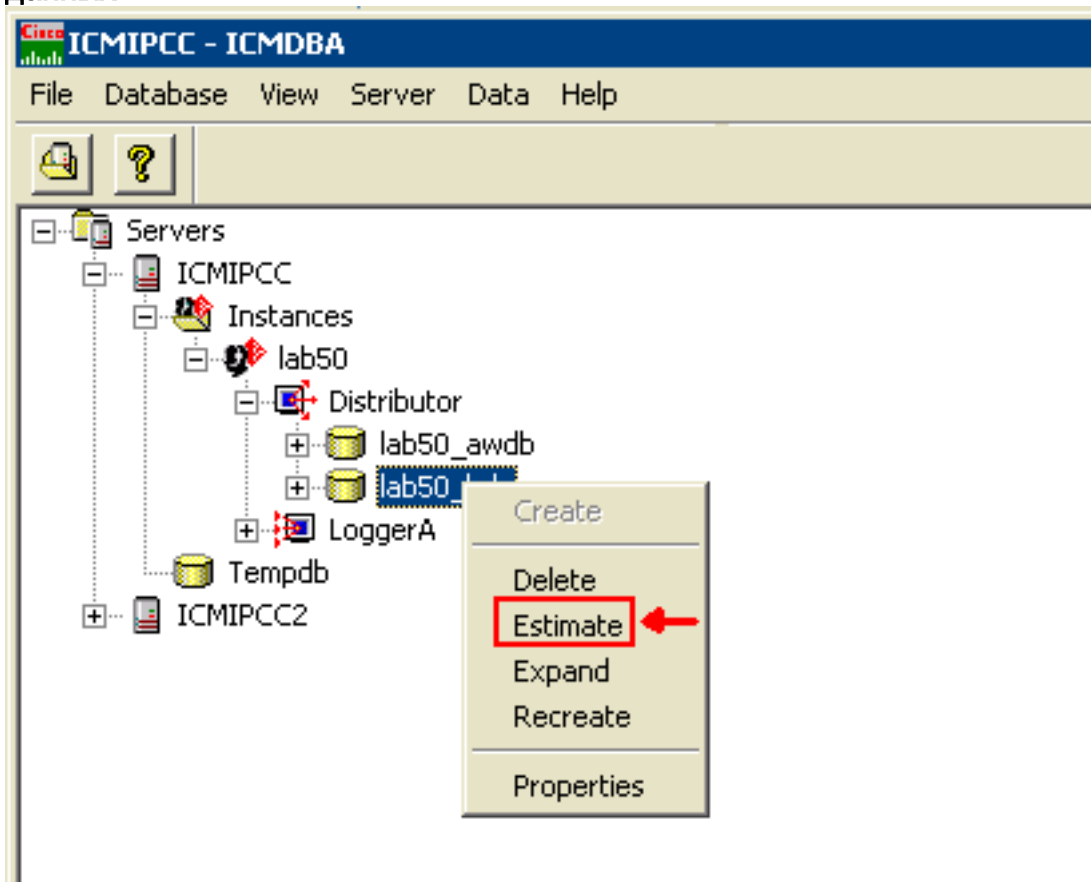 Cisco
ICMIPCC - ICMDBA
File Database View Server Data Help
Servers
ICMIPCC
Instances
lab50
Distributor
lab50_awdb
lab50_
LoggerA
Tempdb
ICMIPCC2
Create
Delete
Estimate
Expand
Recreate
Properties